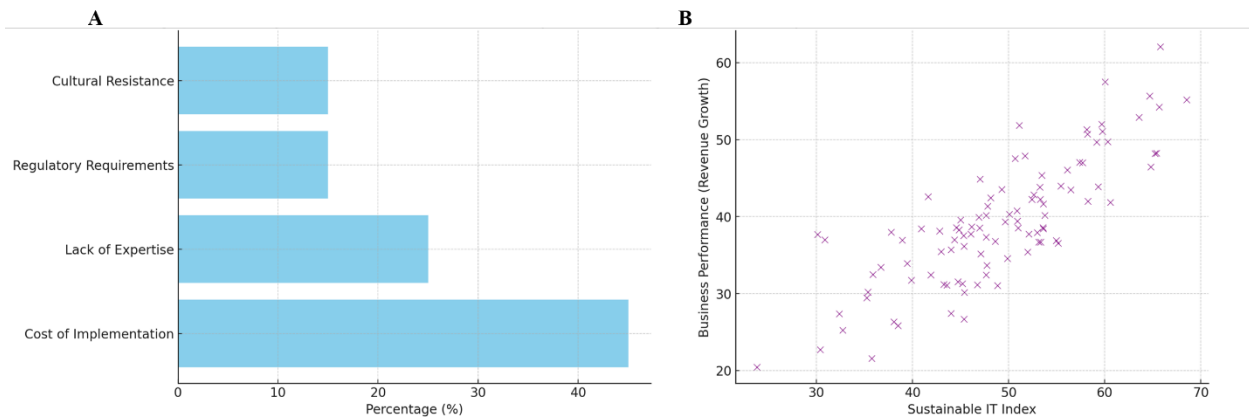 A
Cultural Resistance
Regulatory Requirements
Lack of Expertise
Cost of Implementation
0 10 20 30 40
Percentage (%)
B
Business Performance (Revenue Growth)
60
50
40
30
20
30 40 50 60 70
Sustainable IT Index